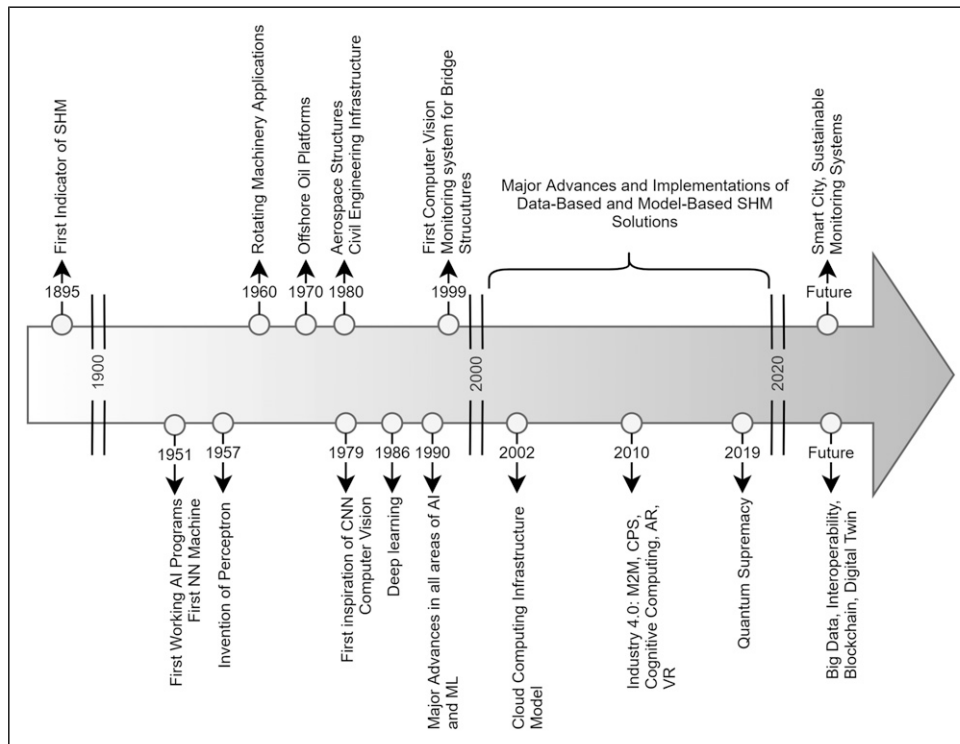 First Indicator of SHM
Rotating Machinery Applications
Offshore Oil Platforms
Aerospace Structures
Civil Engineering Infrastructure
First Computer Vision
Monitoring system for Bridge
Strucutures
Major Advances and Implementations of
Data-Based and Model-Based SHM
Solutions
Smart City, Sustainable
Monitoring Systems
1895
1960
1970
1980
1999
Future
1900
2000
2020
1951
1957
1979
1986
1990
2002
2010
2019
Future
First Working AI Programs
First NN Machine
Invention of Perceptron
First inspiration of CNN
Computer Vision
Deep learning
Major Advances in all areas of AI
and ML
Cloud Computing Infrastructure
Model
Industry 4.0: M2M, CPS,
Cognitive Computing, AR,
VR
Quantum Supremacy
Big Data, Interoperability,
Blockchain, Digital Twin